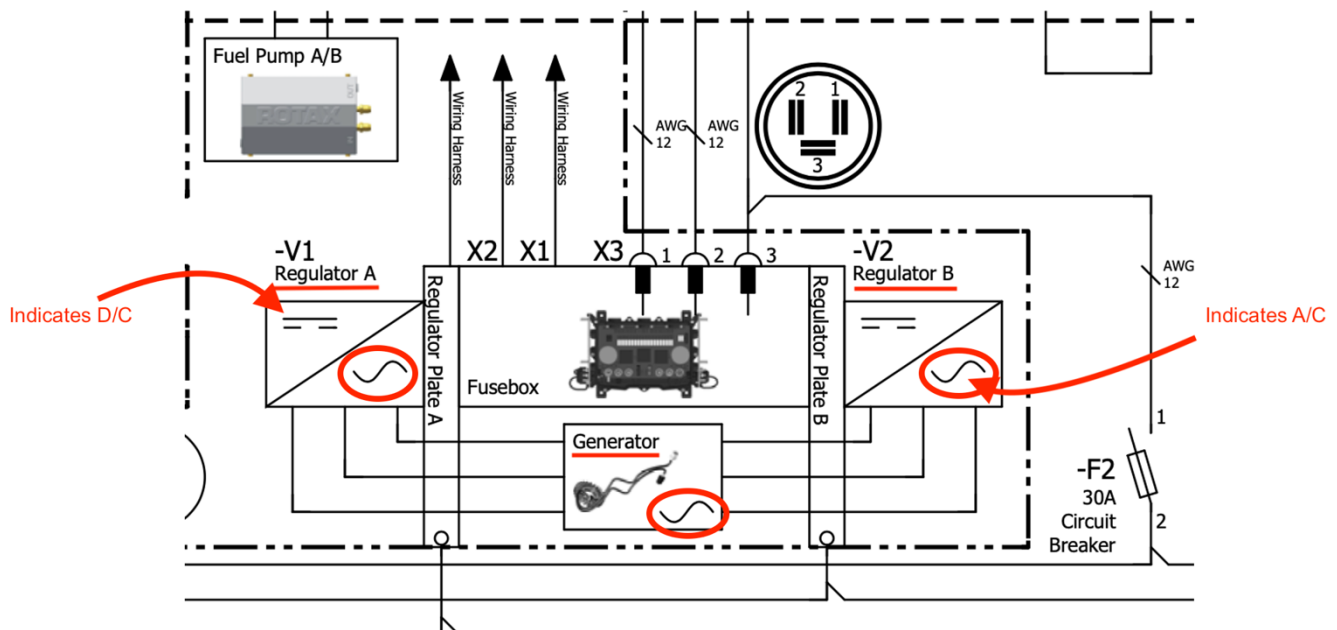 Fuel Pump A/B
ROTAX
Wiring Harness
Wiring Harness
Wiring Harness
AWG
12
AWG
12
2
1
3
-V1
Regulator A
X2
X1
X3
1
2
3
-V2
Regulator B
AWG
12
Indicates D/C
Indicates A/C
Regulator Plate A
Fusebox
Regulator Plate B
Generator
1
-F2
30A
Circuit
Breaker
2